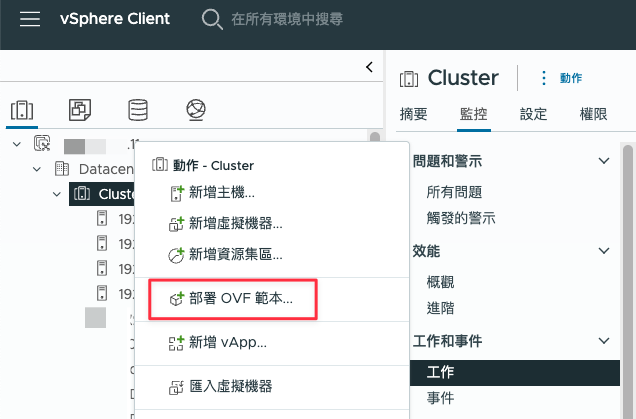 vSphere Client
在所有環境中搜尋
Cluster
動作
摘要 監控 設定 權限
.11
Datacen
Cluste
192
192
192
192
動作 - Cluster
新增主機...
新增虛擬機器...
新增資源集區...
部署 OVF 範本...
新增 vApp...
匯入虛擬機器
問題和警示
所有問題
觸發的警示
效能
概觀
進階
工作和事件
工作
事件